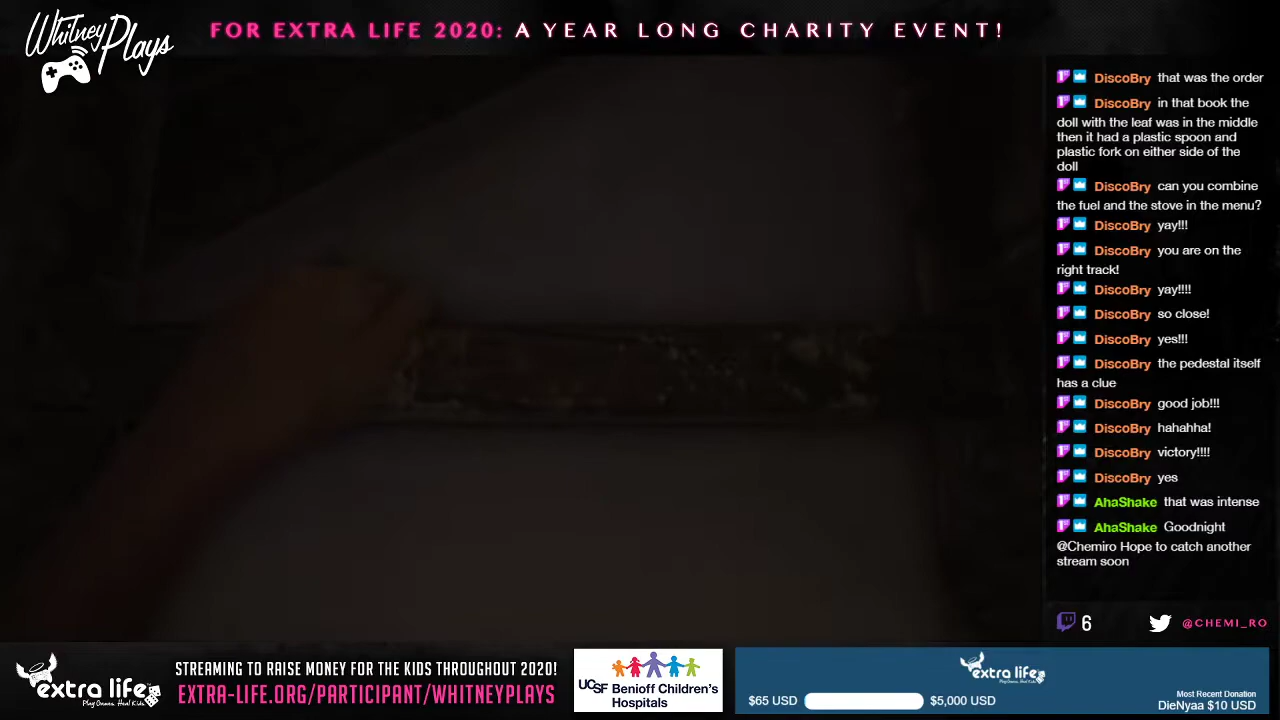 Whitney Plays
FOR EXTRA LIFE 2020: A YEAR LONG CHARITY EVENT!
DiscoBry that was the order
DiscoBry in that book the
doll with the leaf was in the middle
then it had a plastic spoon and
plastic fork on either side of the
doll
DiscoBry can you combine
the fuel and the stove in the menu?
DiscoBry yay!!!
DiscoBry you are on the
right track!
DiscoBry yay!!!!
DiscoBry so close!
DiscoBry yes!!!
DiscoBry the pedestal itself
has a clue
DiscoBry good job!!!
DiscoBry hahahha!
DiscoBry victory!!!!
DiscoBry yes
AhaShake that was intense
AhaShake Goodnight
@Chemiro Hope to catch another
stream soon
6 @CHEMI_RO
extra life
Play Games. Heal Kids.
STREAMING TO RAISE MONEY FOR THE KIDS THROUGHOUT 2020!
EXTRA-LIFE.ORG/PARTICIPANT/WHITNEYPLAYS
UCSF Benioff Children's
Hospitals
extra life
Play Games. Heal Kids.
$65 USD $5,000 USD
Most Recent Donation
DieNyaa $10 USD